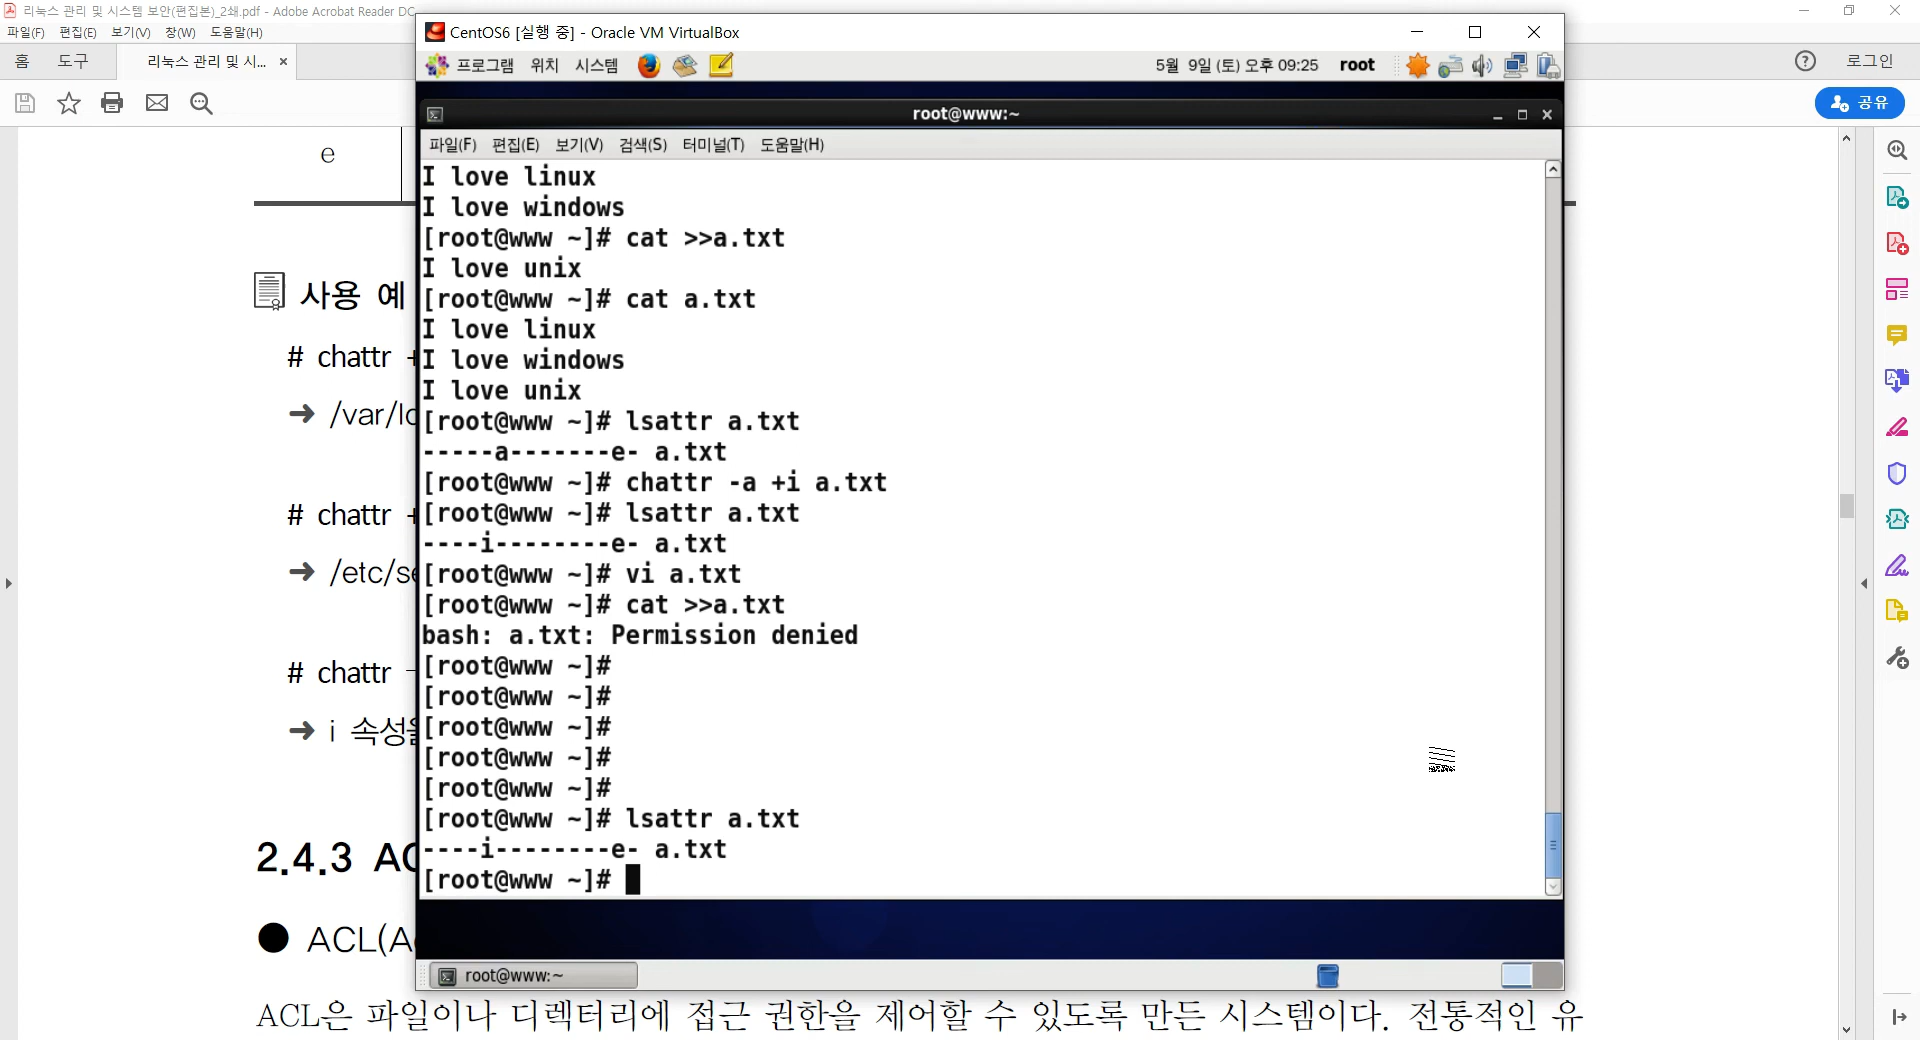 리눅스 관리 및 시스템 보안(편집본)_2쇄.pdf - Adobe Acrobat Reader DC
파일(F) 편집(E) 보기(V) 창(W) 도움말(H)
홈 도구 리눅스 관리 및 시... × 로그인
공유
e
사용 예
# chattr +
→ /var/lo
# chattr +
→ /etc/se
# chattr -
→ i 속성을
2.4.3 AC
● ACL(A
ACL은 파일이나 디렉터리에 접근 권한을 제어할 수 있도록 만든 시스템이다. 전통적인 유
CentOS6 [실행 중] - Oracle VM VirtualBox
프로그램 위치 시스템 5월 9일 (토) 오후 09:25 root
root@www:~
파일(F) 편집(E) 보기(V) 검색(S) 터미널(T) 도움말(H)
I love linux
I love windows
[root@www ~]# cat >>a.txt
I love unix
[root@www ~]# cat a.txt
I love linux
I love windows
I love unix
[root@www ~]# lsattr a.txt
-----a-------e- a.txt
[root@www ~]# chattr -a +i a.txt
[root@www ~]# lsattr a.txt
----i--------e- a.txt
[root@www ~]# vi a.txt
[root@www ~]# cat >>a.txt
bash: a.txt: Permission denied
[root@www ~]#
[root@www ~]#
[root@www ~]#
[root@www ~]#
[root@www ~]#
[root@www ~]# lsattr a.txt
----i--------e- a.txt
[root@www ~]#
root@www:~